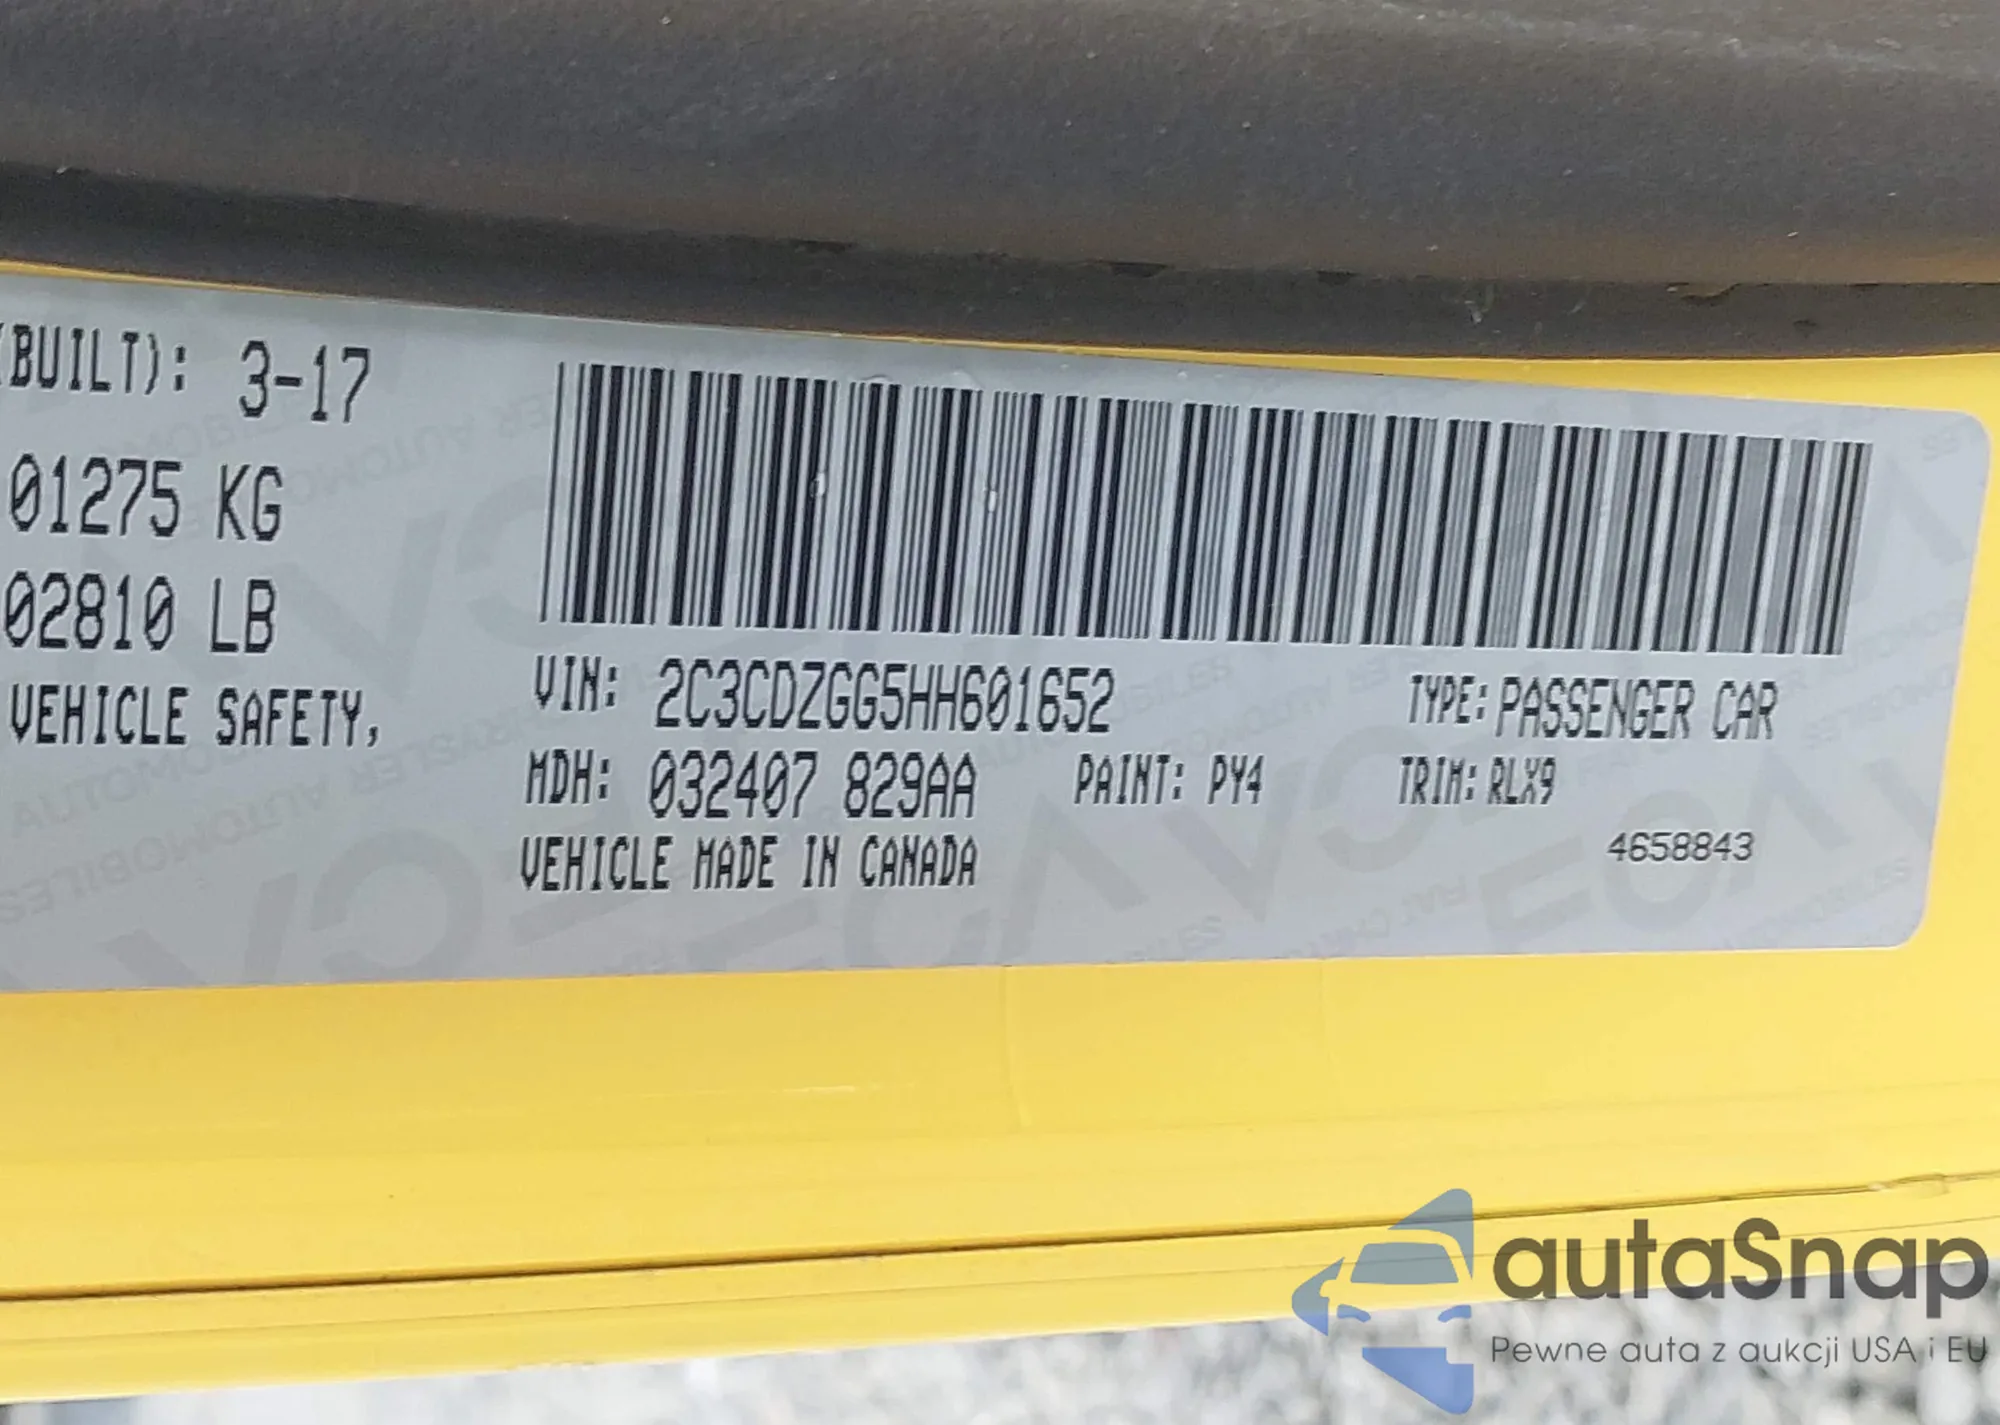 (BUILT): 3-17
01275 KG
02810 LB
VEHICLE SAFETY,
VIN: 2C3CDZGG5HH601652
TYPE: PASSENGER CAR
MDH: 032407 829AA
PAINT: PY4
TRIM: RLX9
VEHICLE MADE IN CANADA
4658843
autaSnap
Pewne auta z aukcji USA i EU